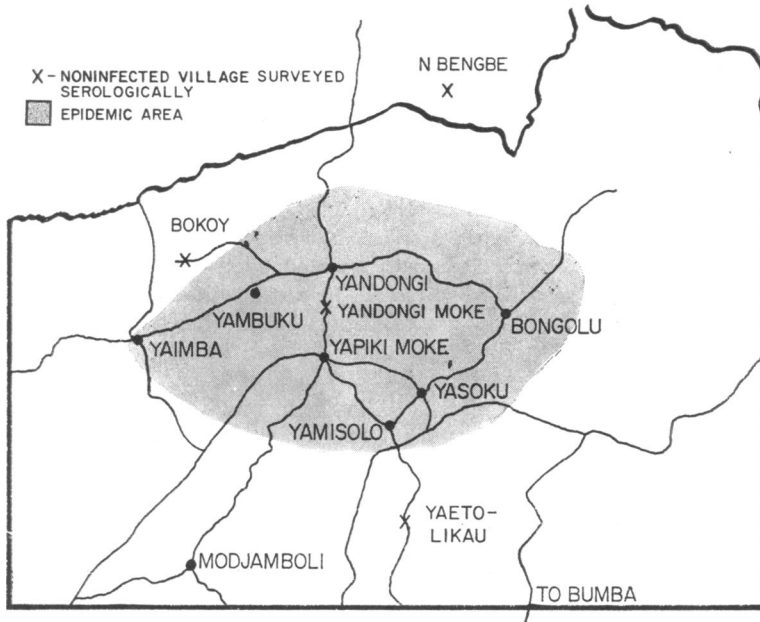 X - NONINFECTED VILLAGE SURVEYED
SEROLOGICALLY
EPIDEMIC AREA
N BENGBE
X
BOKOY
X
YANDONGI
YAMBUKU
X YANDONGI MOKE
BONGOLU
YAIMBA
YAPIKI MOKE
YASOKU
YAMISOLO
X YAETO-
LIKAU
MODJAMBOLI
TO BUMBA